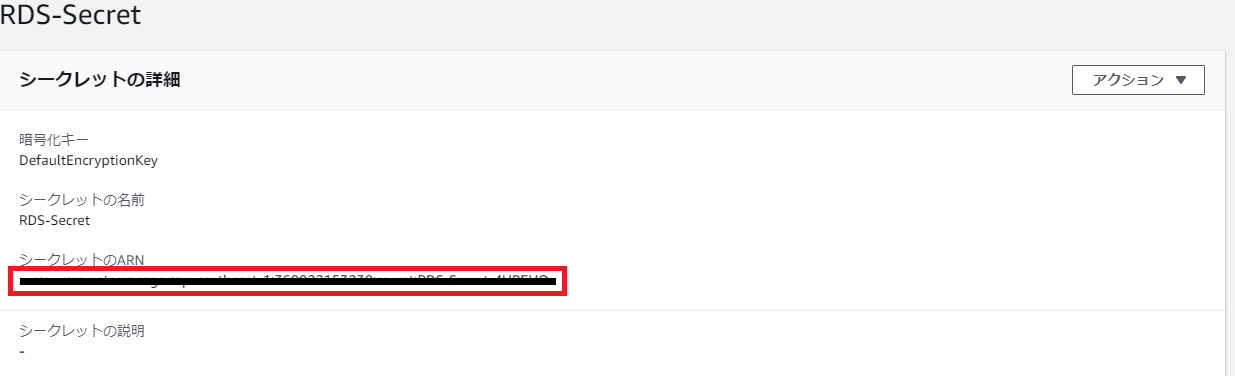 RDS-Secret
シークレットの詳細
アクション ▼
暗号化キー
DefaultEncryptionKey
シークレットの名前
RDS-Secret
シークレットのARN
シークレットの説明
-